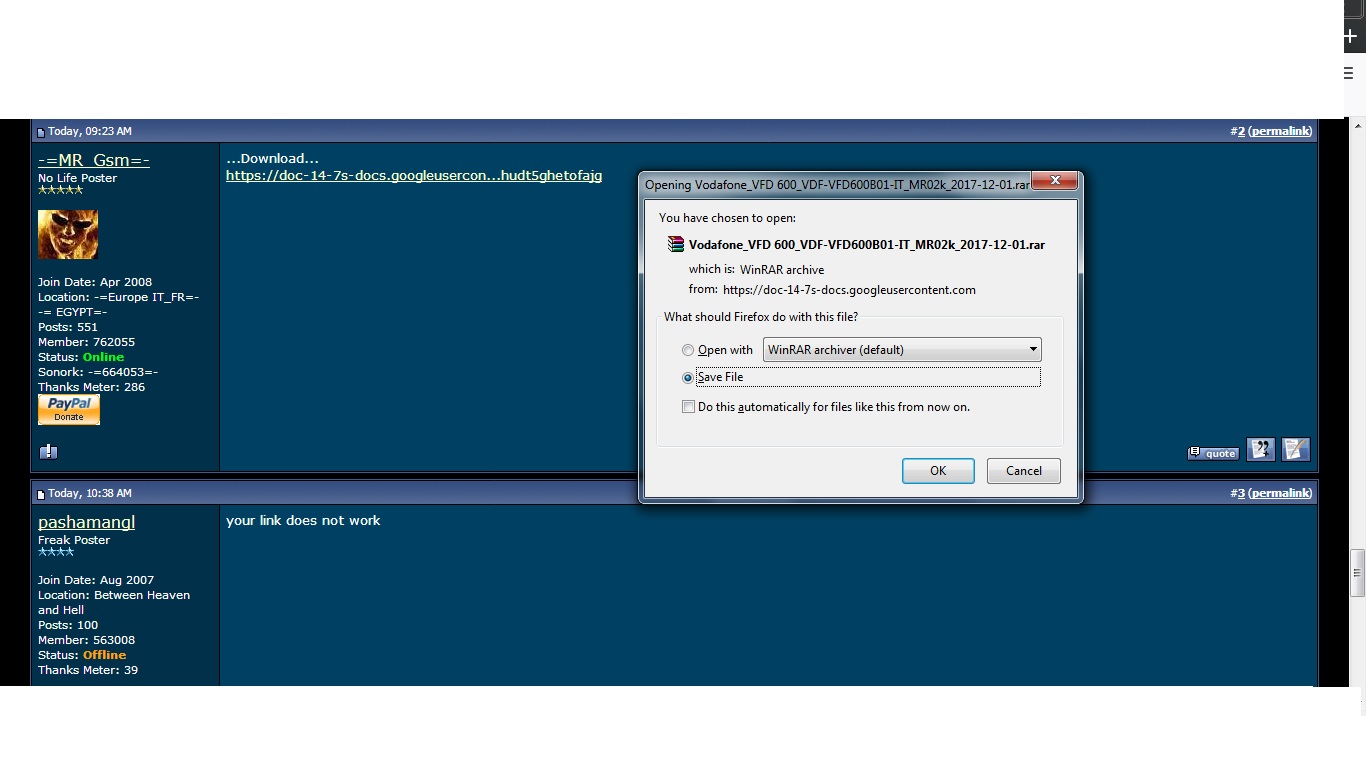 Today, 09:23 AM
#2 (permalink)
-=MR_Gsm=-
No Life Poster
Join Date: Apr 2008
Location: -=Europe IT_FR=-
-= EGYPT=-
Posts: 551
Member: 762055
Status: Online
Sonork: -=664053=-
Thanks Meter: 286
PayPal
Donate
...Download...
https://doc-14-7s-docs.googleusercon...hudt5ghetofajg
quote
Opening Vodafone_VFD 600_VDF-VFD600B01-IT_MR02k_2017-12-01.rar
You have chosen to open:
Vodafone_VFD 600_VDF-VFD600B01-IT_MR02k_2017-12-01.rar
which is: WinRAR archive
from: https://doc-14-7s-docs.googleusercontent.com
What should Firefox do with this file?
Open with WinRAR archiver (default)
Save File
Do this automatically for files like this from now on.
OK Cancel
Today, 10:38 AM
#3 (permalink)
pashamangl
Freak Poster
Join Date: Aug 2007
Location: Between Heaven
and Hell
Posts: 100
Member: 563008
Status: Offline
Thanks Meter: 39
your link does not work